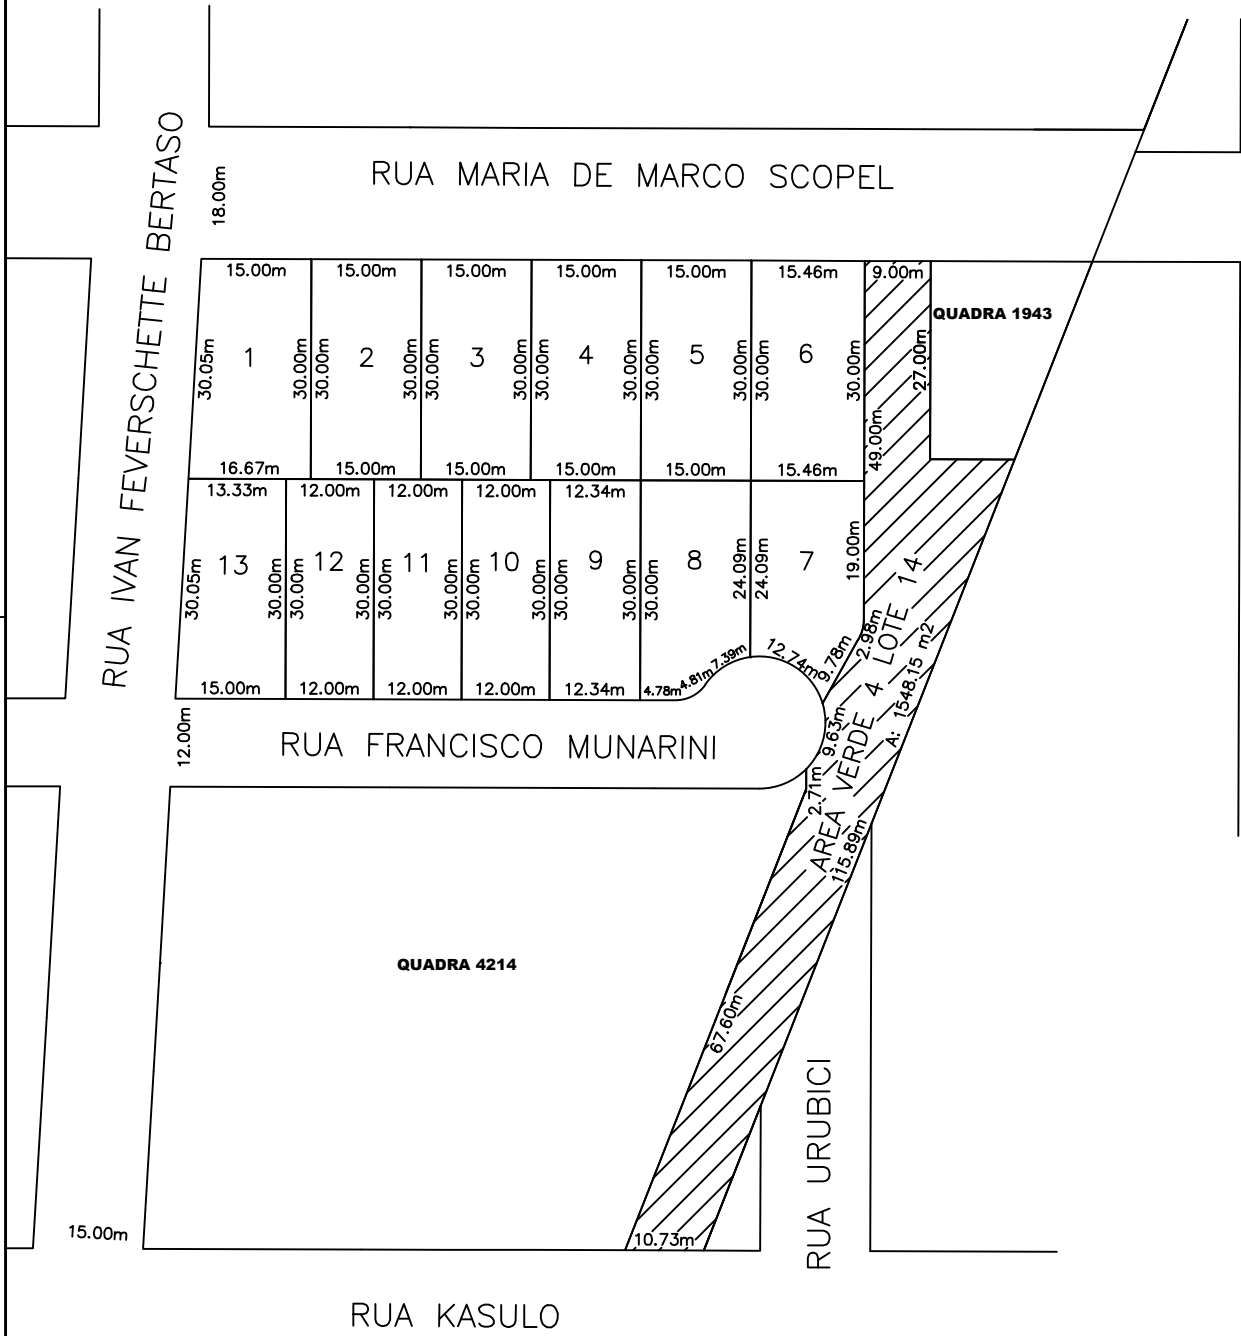 RUA MARIA DE MARCO SCOPEL
RUA IVAN FEVERSCHETTE BERTASO
18.00m
15.00m 15.00m 15.00m 15.00m 15.00m 15.46m 9.00m
QUADRA 1943
30.05m 1 30.00m 30.00m 2 30.00m 30.00m 3 30.00m 30.00m 4 30.00m 30.00m 5 30.00m 30.00m 6 30.00m 27.00m
49.00m
16.67m 15.00m 15.00m 15.00m 15.00m 15.46m
13.33m 12.00m 12.00m 12.00m 12.34m
30.05m 13 30.00m 30.00m 12 30.00m 30.00m 11 30.00m 30.00m 10 30.00m 30.00m 9 30.00m 30.00m 8 24.09m 24.09m 7 19.00m
15.00m 12.00m 12.00m 12.00m 12.34m 4.78m 4.81m 7.39m 12.74m 9.78m 2.98m
AREA VERDE 4 LOTE 14
A: 1548.15 m2
12.00m
RUA FRANCISCO MUNARINI
9.63m
2.71m
115.89m
QUADRA 4214
67.60m
RUA URUBICI
15.00m
10.73m
RUA KASULO